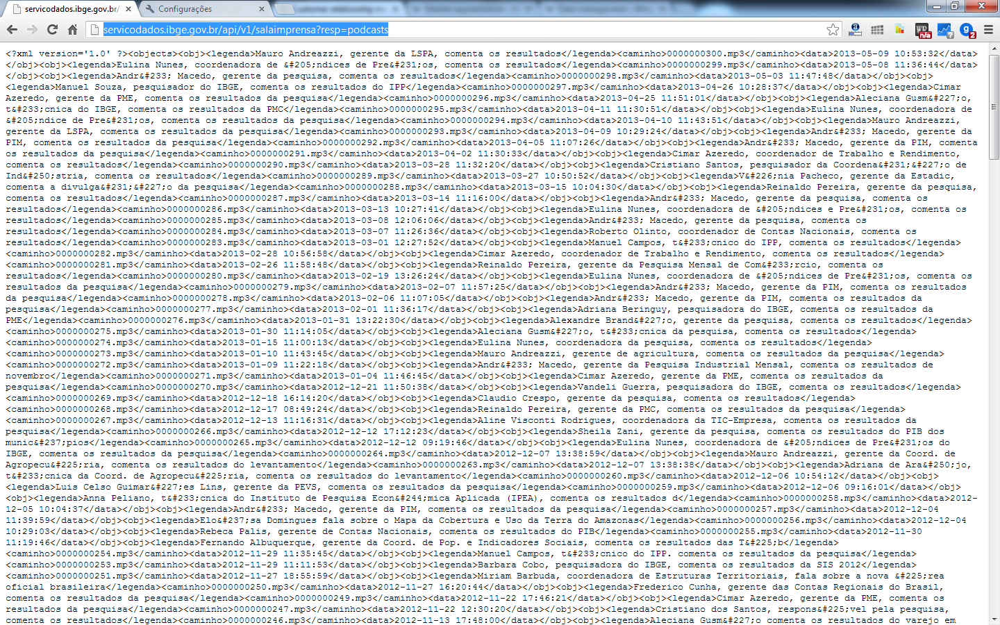 servicodados.ibge.gov.br/
Configurações
servicodados.ibge.gov.br/api/v1/salaimprensa?resp=podcasts
n/a
?
2
<?xml version='1.0' ?><objects><obj><legenda>Mauro Andreazzi, gerente da LSPA, comenta os resultados</legenda><caminho>0000000300.mp3</caminho><data>2013-05-09 10:53:32</data>
</obj><obj><legenda>Eulina Nunes, coordenadora de &#205;ndices de Pre&#231;os, comenta os resultados</legenda><caminho>0000000299.mp3</caminho><data>2013-05-08 11:36:44</data>
</obj><obj><legenda>Andr&#233; Macedo, gerente da pesquisa, comenta os resultados</legenda><caminho>0000000298.mp3</caminho><data>2013-05-03 11:47:48</data></obj><obj>
<legenda>Manuel Souza, pesquisador do IBGE, comenta os resultados do IPP</legenda><caminho>0000000297.mp3</caminho><data>2013-04-26 10:28:37</data></obj><obj><legenda>Cimar
Azeredo, gerente da PME, comenta os resultados da pesquisa</legenda><caminho>0000000296.mp3</caminho><data>2013-04-25 11:51:01</data></obj><obj><legenda>Aleciana Gusm&#227;o,
t&#233;cnica do IBGE, comenta os resultados da PMC</legenda><caminho>0000000295.mp3</caminho><data>2013-04-11 11:30:51</data></obj><obj><legenda>Eulina Nunes, coordenadora de
&#205;ndice de Pre&#231;os, comenta os resultados da pesquisa</legenda><caminho>0000000294.mp3</caminho><data>2013-04-10 11:43:51</data></obj><obj><legenda>Mauro Andreazzi,
gerente da LSPA, comenta os resultados da pesquisa</legenda><caminho>0000000293.mp3</caminho><data>2013-04-09 10:29:24</data></obj><obj><legenda>Andr&#233; Macedo, gerente da
PIM, comenta os resultados da pesquisa</legenda><caminho>0000000292.mp3</caminho><data>2013-04-05 11:07:26</data></obj><obj><legenda>Andr&#233; Macedo, gerente da PIM, comenta
os resultados da pesquisa</legenda><caminho>0000000291.mp3</caminho><data>2013-04-02 11:30:33</data></obj><obj><legenda>Cimar Azeredo, coordenador de Trabalho e Rendimento,
comenta os resultados</legenda><caminho>0000000290.mp3</caminho><data>2013-03-28 11:32:20</data></obj><obj><legenda>Cristiano Santos, pesquisador da Coordena&#231;&#227;o de
Ind&#250;stria, comenta os resultados</legenda><caminho>0000000289.mp3</caminho><data>2013-03-27 10:50:52</data></obj><obj><legenda>V&#226;nia Pacheco, gerente da Estadic,
comenta a divulga&#231;&#227;o da pesquisa</legenda><caminho>0000000288.mp3</caminho><data>2013-03-15 10:04:30</data></obj><obj><legenda>Reinaldo Pereira, gerente da pesquisa,
comenta os resultados</legenda><caminho>0000000287.mp3</caminho><data>2013-03-14 11:16:00</data></obj><obj><legenda>Andr&#233; Macedo, gerente da pesquisa, comenta os
resultados</legenda><caminho>0000000286.mp3</caminho><data>2013-03-13 10:27:41</data></obj><obj><legenda>Eulina Nunes, coordenadora de &#205;ndices e Pre&#231;os, comenta os
resultados</legenda><caminho>0000000285.mp3</caminho><data>2013-03-08 12:06:06</data></obj><obj><legenda>Andr&#233; Macedo, gerente da pesquisa, comenta os
resultados</legenda><caminho>0000000284.mp3</caminho><data>2013-03-07 11:26:36</data></obj><obj><legenda>Roberto Olinto, coordenador de Contas Nacionais, comenta os
resultados</legenda><caminho>0000000283.mp3</caminho><data>2013-03-01 12:27:52</data></obj><obj><legenda>Manuel Campos, t&#233;cnico do IPP, comenta os resultados</legenda>
<caminho>0000000282.mp3</caminho><data>2013-02-28 10:56:58</data></obj><obj><legenda>Cimar Azeredo, coordenador de Trabalho e Rendimento, comenta os resultados</legenda>
<caminho>0000000281.mp3</caminho><data>2013-02-26 11:58:48</data></obj><obj><legenda>Reinaldo Pereira, gerente da Pesquisa Mensal de Com&#233;rcio, comenta os
resultados</legenda><caminho>0000000280.mp3</caminho><data>2013-02-19 13:26:24</data></obj><obj><legenda>Eulina Nunes, coordenadora de &#205;ndices de Pre&#231;os, comenta os
resultados da pesquisa</legenda><caminho>0000000279.mp3</caminho><data>2013-02-07 11:57:25</data></obj><obj><legenda>Andr&#233; Macedo, gerente da PIM, comenta os resultados
da pesquisa</legenda><caminho>0000000278.mp3</caminho><data>2013-02-06 11:07:05</data></obj><obj><legenda>Andr&#233; Macedo, gerente da PIM, comenta os resultados da
pesquisa</legenda><caminho>0000000277.mp3</caminho><data>2013-02-01 11:36:17</data></obj><obj><legenda>Adriana Beringuy, pesquisadora do IBGE, comenta os resultados da
PME</legenda><caminho>0000000276.mp3</caminho><data>2013-01-31 13:22:30</data></obj><obj><legenda>Alexandre Brand&#227;o, gerente da pesquisa, comenta os resultados</legenda>
<caminho>0000000275.mp3</caminho><data>2013-01-30 11:14:05</data></obj><obj><legenda>Aleciana Gusm&#227;o, t&#233;cnica da pesquisa, comenta os resultados</legenda>
<caminho>0000000274.mp3</caminho><data>2013-01-15 11:00:13</data></obj><obj><legenda>Eulina Nunes, coordenadora da pesquisa, comenta os resultados</legenda>
<caminho>0000000273.mp3</caminho><data>2013-01-10 11:43:45</data></obj><obj><legenda>Mauro Andreazzi, gerente de agricultura, comenta os resultados da pesquisa</legenda>
<caminho>0000000272.mp3</caminho><data>2013-01-09 11:22:18</data></obj><obj><legenda>Andr&#233; Macedo, gerente da Pesquisa Industrial Mensal, comenta os resultados de
novembro</legenda><caminho>0000000271.mp3</caminho><data>2013-01-04 11:46:45</data></obj><obj><legenda>Cimar Azeredo, gerente da PME, comenta os resultados da
pesquisa</legenda><caminho>0000000270.mp3</caminho><data>2012-12-21 11:50:38</data></obj><obj><legenda>Vandeli Guerra, pesquisadora do IBGE, comenta os resultados</legenda>
<caminho>0000000269.mp3</caminho><data>2012-12-18 16:14:20</data></obj><obj><legenda>Claudio Crespo, gerente da pesquisa, comenta os resultados</legenda>
<caminho>0000000268.mp3</caminho><data>2012-12-17 08:49:24</data></obj><obj><legenda>Reinaldo Pereira, gerente da PMC, comenta os resultados da pesquisa</legenda>
<caminho>0000000267.mp3</caminho><data>2012-12-13 11:16:31</data></obj><obj><legenda>Aline Visconti Rodrigues, coordenadora da TIC-Empresa, comenta os resultados da
pesquisa</legenda><caminho>0000000266.mp3</caminho><data>2012-12-12 17:12:23</data></obj><obj><legenda>Sheila Zani, gerente da pesquisa, comenta os resultados do PIB dos
munic&#237;pios</legenda><caminho>0000000265.mp3</caminho><data>2012-12-12 09:19:46</data></obj><obj><legenda>Eulina Nunes, coordenadora de &#205;ndices de Pre&#231;os do
IBGE, comenta os resultados da pesquisa</legenda><caminho>0000000264.mp3</caminho><data>2012-12-07 13:38:59</data></obj><obj><legenda>Mauro Andreazzi, gerente da Coord. de
Agropecu&#225;ria, comenta os resultados do levantamento</legenda><caminho>0000000263.mp3</caminho><data>2012-12-07 13:38:38</data></obj><obj><legenda>Adriana de Ara&#250;jo,
t&#233;cnica da Coord. de Agropecu&#225;ria, comenta os resultados do levantamento</legenda><caminho>0000000260.mp3</caminho><data>2012-12-06 10:54:12</data></obj><obj>
<legenda>Luis Celso Guimar&#227;es Lins, gerente da PEVS, comenta os resultados da pesquisa</legenda><caminho>0000000259.mp3</caminho><data>2012-12-06 09:16:01</data></obj>
<obj><legenda>Anna Peliano, t&#233;cnica do Instituto de Pesquisa Econ&#244;mica Aplicada (IPEA), comenta os resultados d</legenda><caminho>0000000258.mp3</caminho><data>2012-
12-05 10:04:37</data></obj><obj><legenda>Andr&#233; Macedo, gerente da PIM, comenta os resultados da pesquisa</legenda><caminho>0000000257.mp3</caminho><data>2012-12-04
11:39:59</data></obj><obj><legenda>Elo&#237;sa Domingues fala sobre o Mapa da Cobertura e Uso da Terra do Amazonas</legenda><caminho>0000000256.mp3</caminho><data>2012-12-04
10:29:03</data></obj><obj><legenda>Rebeca Palis, gerente de Contas Nacionais, comenta os resultados do PIB</legenda><caminho>0000000255.mp3</caminho><data>2012-11-30
11:19:46</data></obj><obj><legenda>Fernando Albuquerque, gerente da Coord. de Pop. e Indicadores Sociais, comenta os resultados das T&#225;b</legenda>
<caminho>0000000254.mp3</caminho><data>2012-11-29 11:35:45</data></obj><obj><legenda>Manuel Campos, t&#233;cnico do IPP. comenta os resultados da pesquisa</legenda>
<caminho>0000000253.mp3</caminho><data>2012-11-29 11:11:53</data></obj><obj><legenda>Barbara Cobo, pesquisadora do IBGE, comenta os resultados da SIS 2012</legenda>
<caminho>0000000251.mp3</caminho><data>2012-11-27 18:55:59</data></obj><obj><legenda>Miriam Barbuda, coordenadora de Estruturas Territoriais, fala sobre a nova &#225;rea
oficial brasileira</legenda><caminho>0000000250.mp3</caminho><data>2012-11-27 16:20:44</data></obj><obj><legenda>Frederico Cunha, gerente das Contas Regionais do Brasil,
comenta os resultados da pesquisa</legenda><caminho>0000000249.mp3</caminho><data>2012-11-22 17:46:21</data></obj><obj><legenda>Cimar Azeredo, gerente da PME, comenta os
resultados da pesquisa</legenda><caminho>0000000247.mp3</caminho><data>2012-11-22 12:30:20</data></obj><obj><legenda>Cristiano dos Santos, respons&#225;vel pela pesquisa,
comenta os resultados</legenda><caminho>0000000246.mp3</caminho><data>2012-11-13 17:48:00</data></obj><obj><legenda>Aleciana Gusm&#227;o comenta os resultados do varejo em